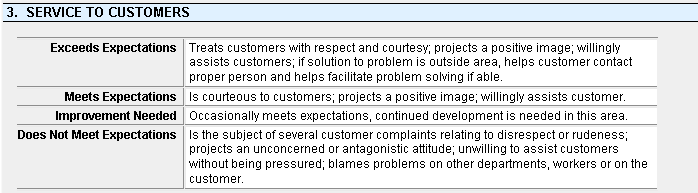 3. SERVICE TO CUSTOMERS
Exceeds Expectations Treats customers with respect and courtesy; projects a positive image; willingly
assists customers; if solution to problem is outside area, helps customer contact
proper person and helps facilitate problem solving if able.
Meets Expectations Is courteous to customers; projects a positive image; willingly assists customer.
Improvement Needed Occasionally meets expectations, continued development is needed in this area.
Does Not Meet Expectations Is the subject of several customer complaints relating to disrespect or rudeness;
projects an unconcerned or antagonistic attitude; unwilling to assist customers
without being pressured; blames problems on other departments, workers or on the
customer.